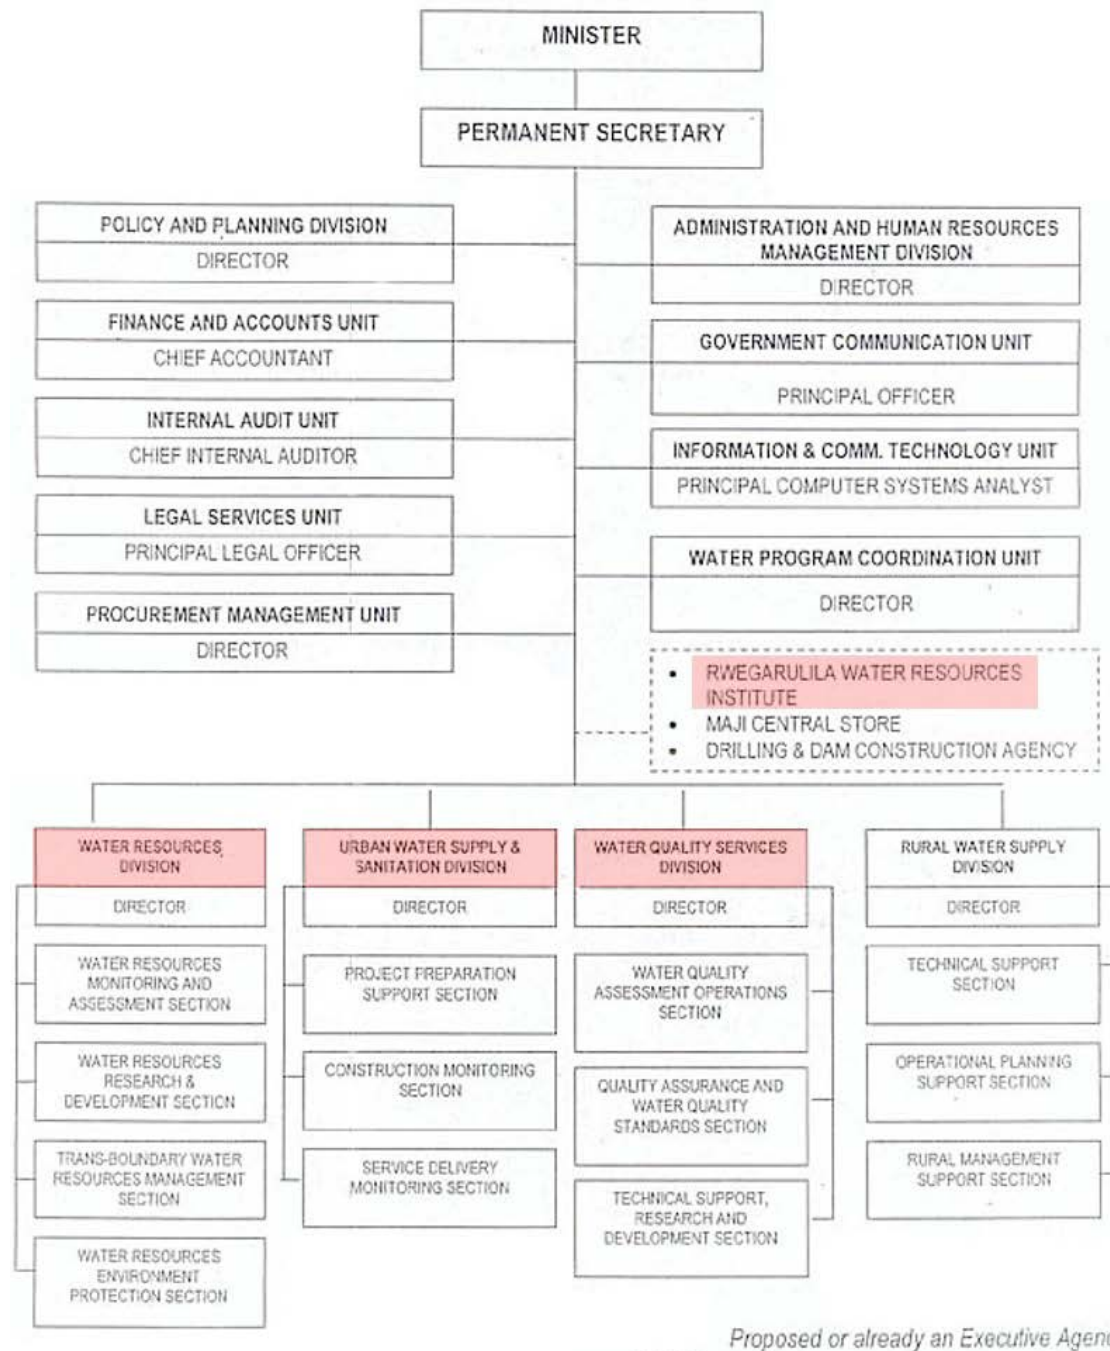 MINISTER
PERMANENT SECRETARY
POLICY AND PLANNING DIVISION
DIRECTOR
FINANCE AND ACCOUNTS UNIT
CHIEF ACCOUNTANT
INTERNAL AUDIT UNIT
CHIEF INTERNAL AUDITOR
LEGAL SERVICES UNIT
PRINCIPAL LEGAL OFFICER
PROCUREMENT MANAGEMENT UNIT
DIRECTOR
ADMINISTRATION AND HUMAN RESOURCES
MANAGEMENT DIVISION
DIRECTOR
GOVERNMENT COMMUNICATION UNIT
PRINCIPAL OFFICER
INFORMATION & COMM. TECHNOLOGY UNIT
PRINCIPAL COMPUTER SYSTEMS ANALYST
WATER PROGRAM COORDINATION UNIT
DIRECTOR
• RWEGARULILA WATER RESOURCES
INSTITUTE
• MAJI CENTRAL STORE
• DRILLING & DAM CONSTRUCTION AGENCY
WATER RESOURCES
DIVISION
DIRECTOR
WATER RESOURCES
MONITORING AND
ASSESSMENT SECTION
WATER RESOURCES
RESEARCH &
DEVELOPMENT SECTION
TRANS-BOUNDARY WATER
RESOURCES MANAGEMENT
SECTION
WATER RESOURCES
ENVIRONMENT
PROTECTION SECTION
URBAN WATER SUPPLY &
SANITATION DIVISION
DIRECTOR
PROJECT PREPARATION
SUPPORT SECTION
CONSTRUCTION MONITORING
SECTION
SERVICE DELIVERY
MONITORING SECTION
WATER QUALITY SERVICES
DIVISION
DIRECTOR
WATER QUALITY
ASSESSMENT OPERATIONS
SECTION
QUALITY ASSURANCE AND
WATER QUALITY
STANDARDS SECTION
TECHNICAL SUPPORT,
RESEARCH AND
DEVELOPMENT SECTION
RURAL WATER SUPPLY
DIVISION
DIRECTOR
TECHNICAL SUPPORT
SECTION
OPERATIONAL PLANNING
SUPPORT SECTION
RURAL MANAGEMENT
SUPPORT SECTION
Proposed or already an Executive Agenc